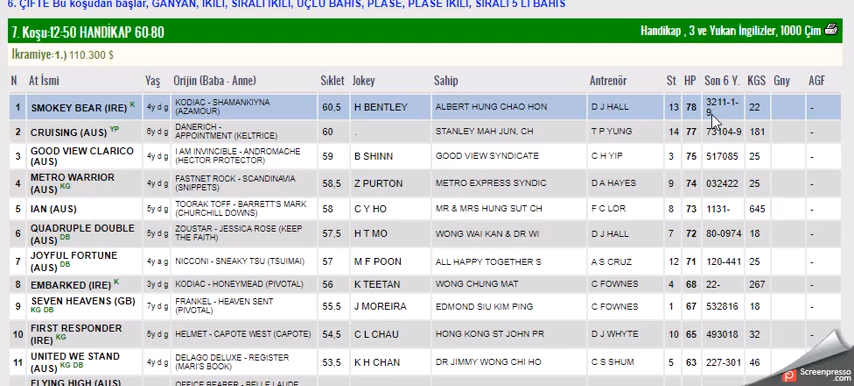 6. ÇİFTE Bu koşudan başlar, GANYAN, İKİLİ, SIRALI İKİLİ, ÜÇLÜ BAHİS, PLASE, PLASE İKİLİ, SIRALI 5 Lİ BAHİS
7. Koşu:12-50 HANDİKAP 60-80 Handikap , 3 ve Yukarı İngilizler, 1000 Çim
İkramiye:1.) 110.300 $
N At İsmi Yaş Orijin (Baba - Anne) Sıklet Jokey Sahip Antrenör St HP Son 6 Y. KGS Gny AGF
1 SMOKEY BEAR (IRE) K 4y d g KODIAC - SHAMANKIYNA (AZAMOUR) 60,5 H BENTLEY ALBERT HUNG CHAO HON D J HALL 13 78 3211-1-9 22 -
2 CRUISING (AUS) YP 6y d g DANERICH - APPOINTMENT (KELTRICE) 60 . STANLEY MAH JUN, CH T P YUNG 14 77 73104-9 181 -
3 GOOD VIEW CLARICO (AUS) 5y d g I AM INVINCIBLE - ANDROMACHE (HECTOR PROTECTOR) 59 B SHINN GOOD VIEW SYNDICATE C H YIP 3 75 517085 25 -
4 METRO WARRIOR (AUS) KG 4y d g FASTNET ROCK - SCANDINAVIA (SNIPPETS) 58,5 Z PURTON METRO EXPRESS SYNDIC D A HAYES 9 74 032422 25 -
5 IAN (AUS) 5y d g TOORAK TOFF - BARRETT'S MARK (CHURCHILL DOWNS) 58 C Y HO MR & MRS HUNG SUT CH F C LOR 8 73 1131- 645 -
6 QUADRUPLE DOUBLE (AUS) DB 5y d g ZOUSTAR - JESSICA ROSE (KEEP THE FAITH) 57,5 H T MO WONG WAI KAN & DR WI D J HALL 7 72 80-0974 18 -
7 JOYFUL FORTUNE (AUS) DB 4y a g NICCONI - SNEAKY TSU (TSUIMAI) 57 M F POON ALL HAPPY TOGETHER S A S CRUZ 12 71 120-441 25 -
8 EMBARKED (IRE) K 3y d g KODIAC - HONEYMEAD (PIVOTAL) 56 K TEETAN WONG CHUNG MAT C FOWNES 4 68 22- 267 -
9 SEVEN HEAVENS (GB) KG DB 7y d g FRANKEL - HEAVEN SENT (PIVOTAL) 55,5 J MOREIRA EDMOND SIU KIM PING C FOWNES 1 67 532816 18 -
10 FIRST RESPONDER (IRE) KG 5y d g HELMET - CAPOTE WEST (CAPOTE) 54,5 C L CHAU HONG KONG ST JOHN PR D J WHYTE 10 65 493018 32 -
11 UNITED WE STAND (AUS) KG DB 4y d g DELAGO DELUXE - REGISTER (MARI'S BOOK) 53,5 K H CHAN DR JIMMY WONG CHI HO C S SHUM 5 63 227-301 46
FLYING HIGH (AUS) OFFICE BEARER - BELLE LAUDE
Screenpresso
.com